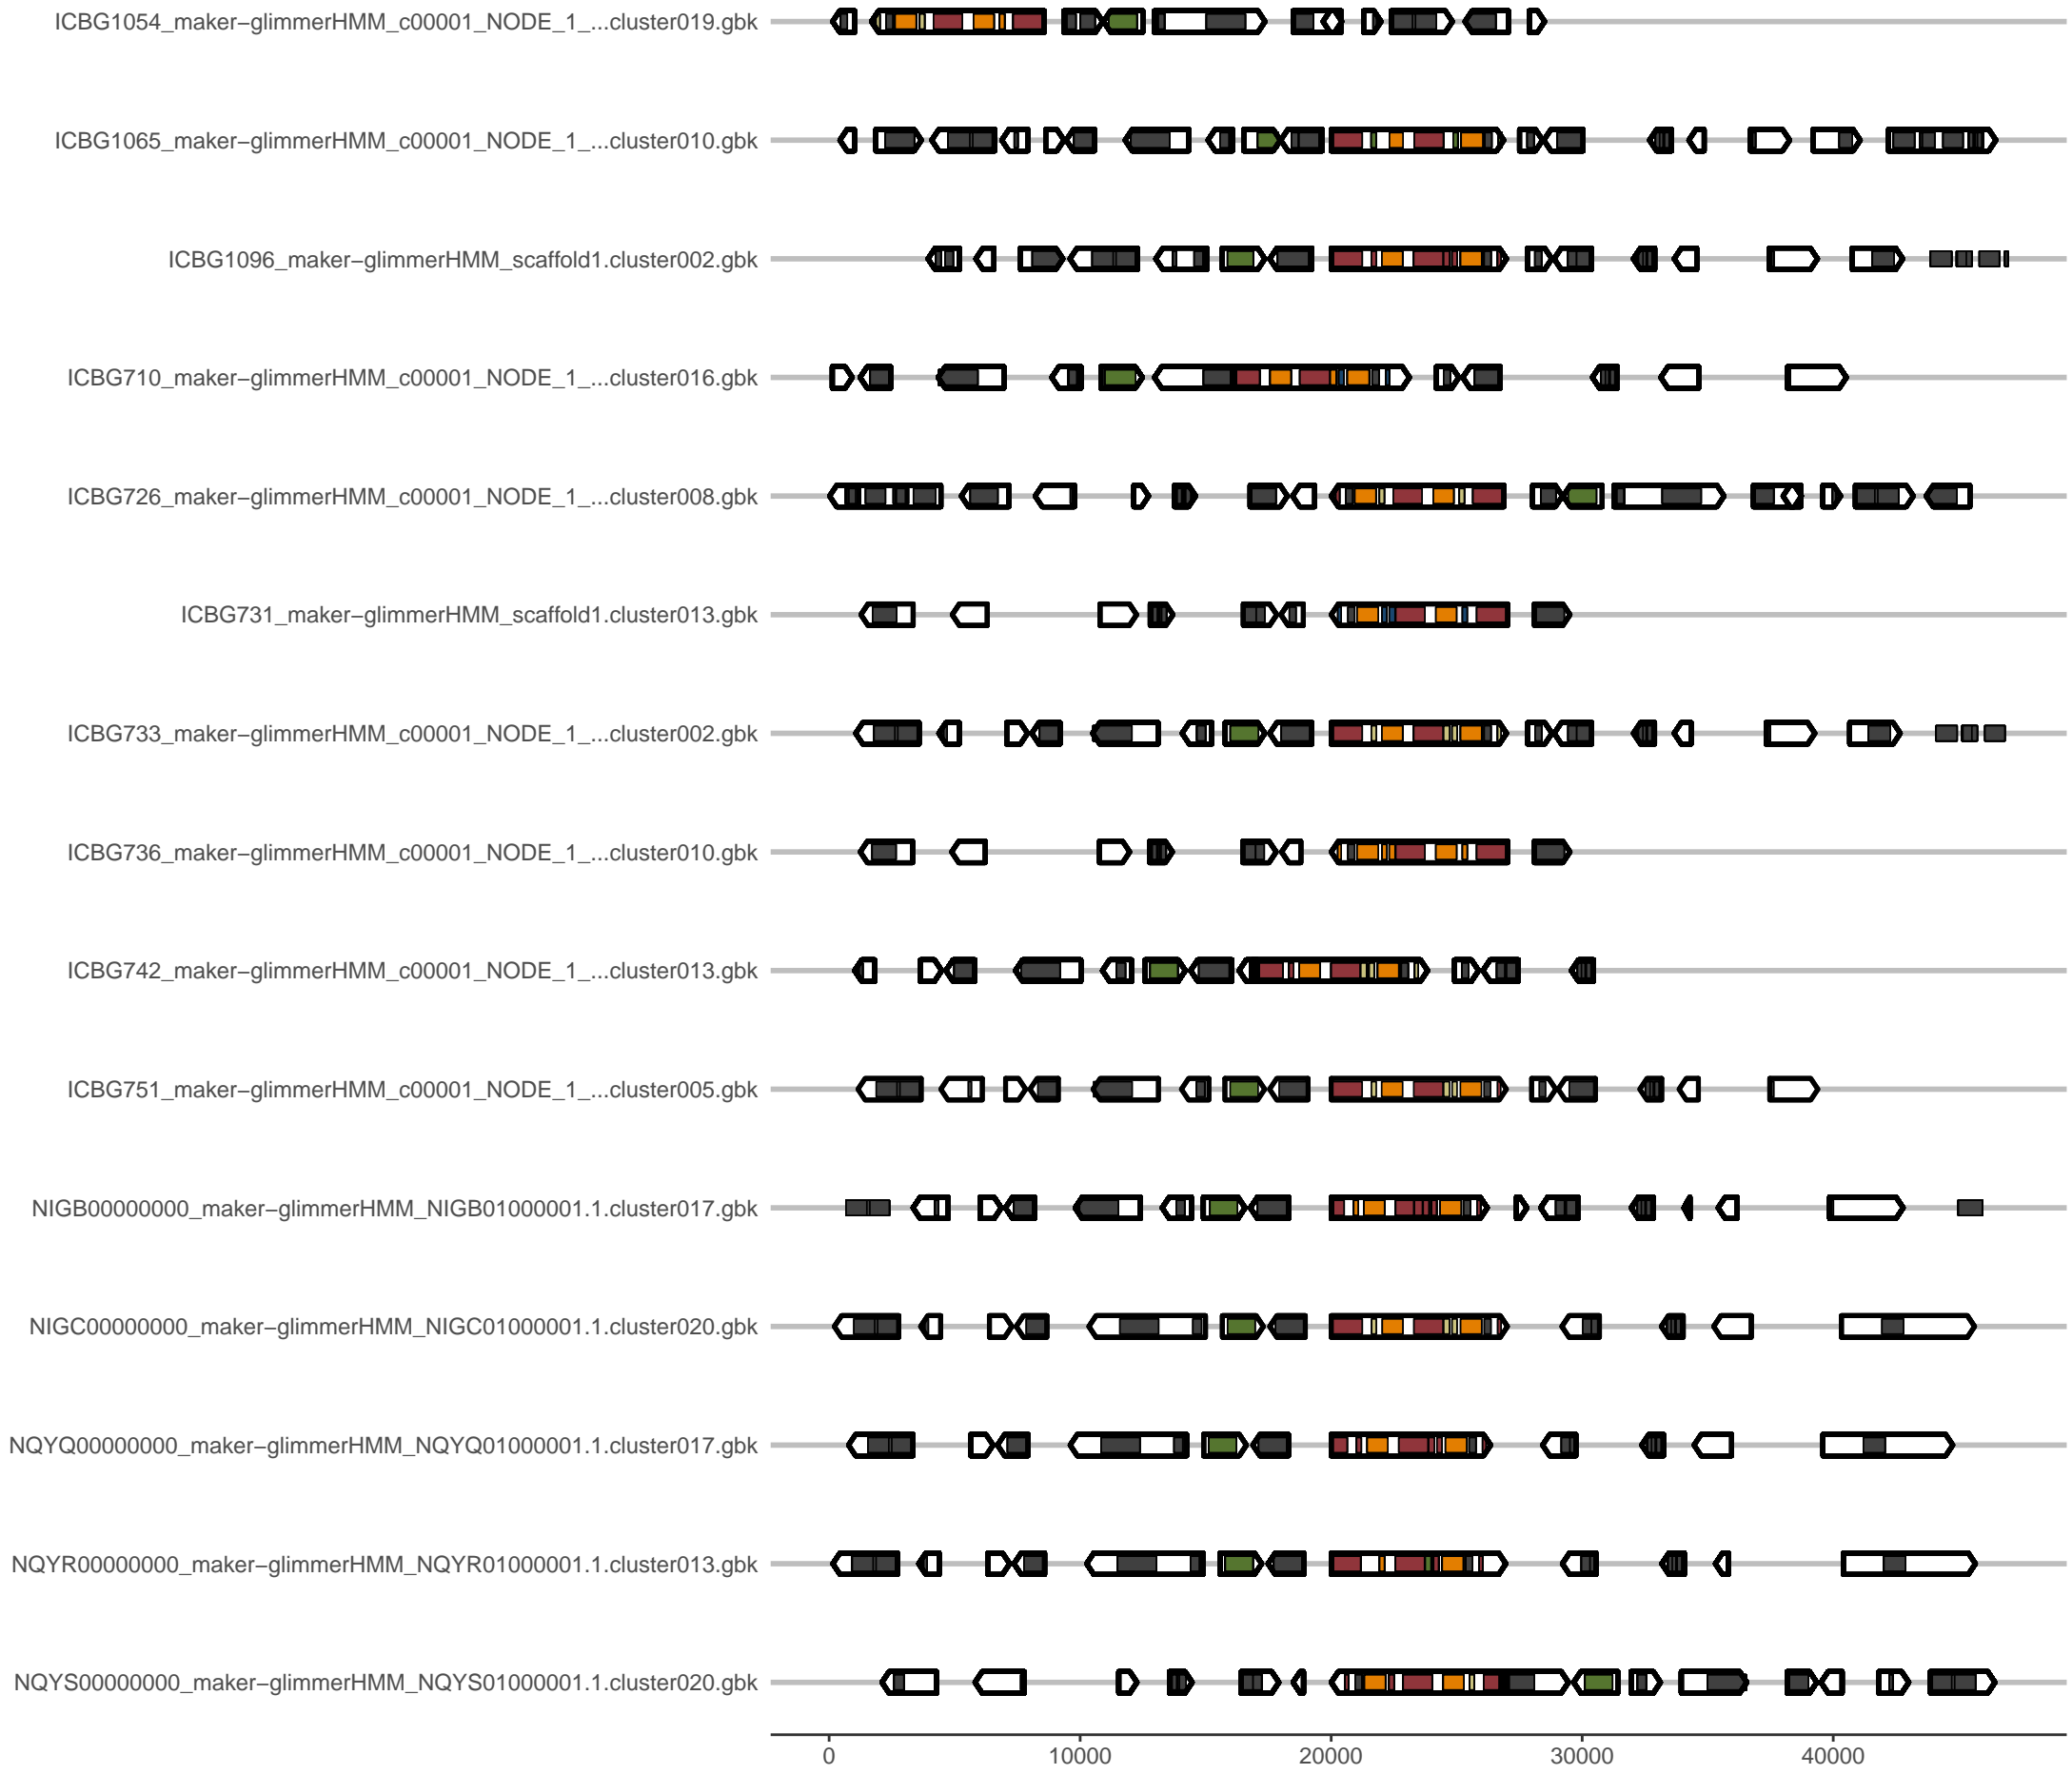 ICBG1054_maker−glimmerHMM_c00001_NODE_1_...cluster019.gbk
ICBG1065_maker−glimmerHMM_c00001_NODE_1_...cluster010.gbk
ICBG1096_maker−glimmerHMM_scaffold1.cluster002.gbk
ICBG710_maker−glimmerHMM_c00001_NODE_1_...cluster016.gbk
ICBG726_maker−glimmerHMM_c00001_NODE_1_...cluster008.gbk
ICBG731_maker−glimmerHMM_scaffold1.cluster013.gbk
ICBG733_maker−glimmerHMM_c00001_NODE_1_...cluster002.gbk
ICBG736_maker−glimmerHMM_c00001_NODE_1_...cluster010.gbk
ICBG742_maker−glimmerHMM_c00001_NODE_1_...cluster013.gbk
ICBG751_maker−glimmerHMM_c00001_NODE_1_...cluster005.gbk
NIGB00000000_maker−glimmerHMM_NIGB01000001.1.cluster017.gbk
NIGC00000000_maker−glimmerHMM_NIGC01000001.1.cluster020.gbk
NQYQ00000000_maker−glimmerHMM_NQYQ01000001.1.cluster017.gbk
NQYR00000000_maker−glimmerHMM_NQYR01000001.1.cluster013.gbk
NQYS00000000_maker−glimmerHMM_NQYS01000001.1.cluster020.gbk
0 10000 20000 30000 40000